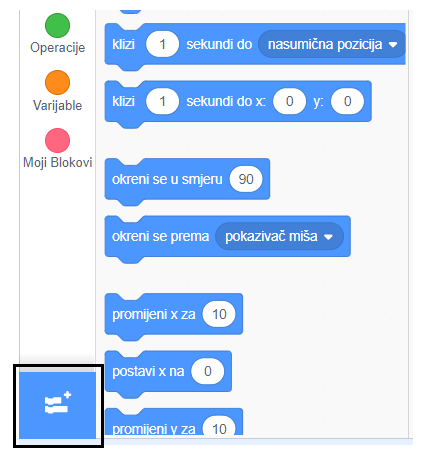 Operacije
Varijable
Moji Blokovi
klizi 1 sekundi do nasumična pozicija
klizi 1 sekundi do x: 0 y: 0
okreni se u smjeru 90
okreni se prema pokazivač miša
promijeni x za 10
postavi x na 0
promijeni y za 10